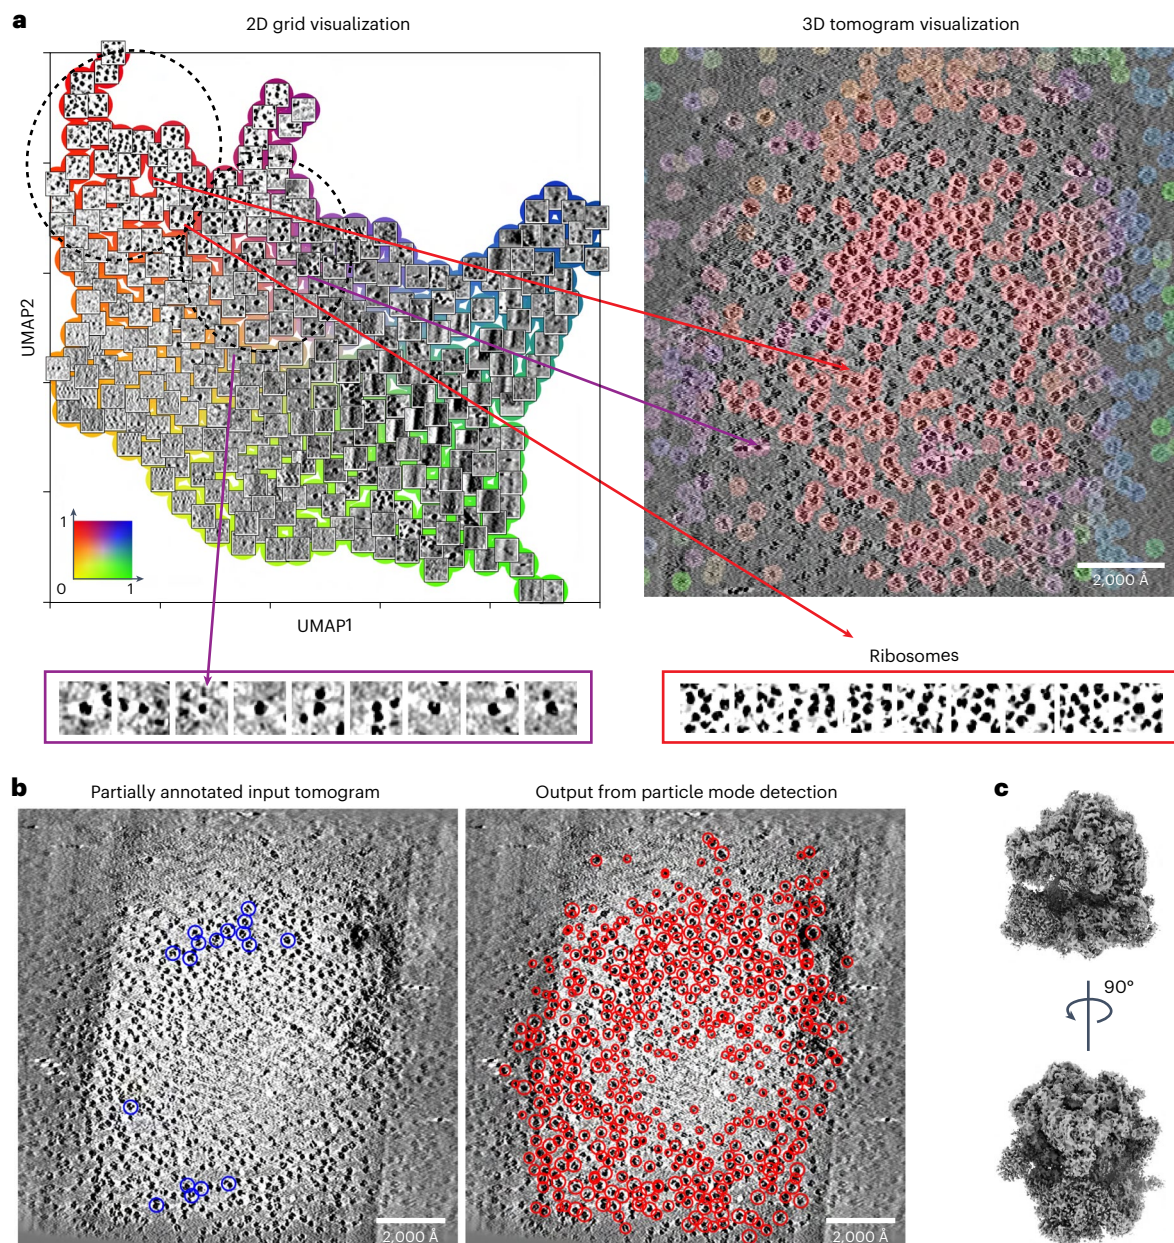 a
2D grid visualization
3D tomogram visualization
UMAP2
1
0
1
2,000 Å
UMAP1
Ribosomes
b
Partially annotated input tomogram
Output from particle mode detection
c
90°
2,000 Å
2,000 Å